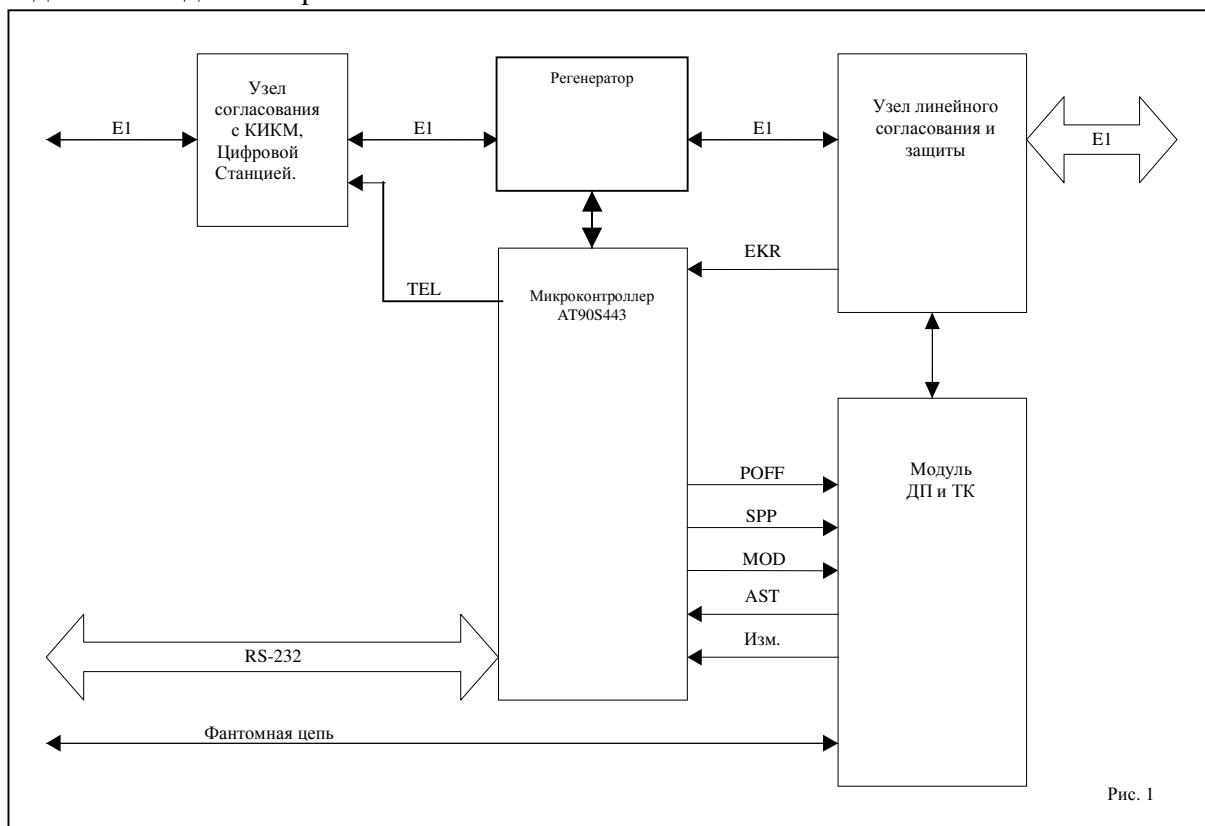 Узел
согласования
с КИКМ,
Цифровой
Станцией.
Регенератор
Узел линейного
согласования и
защиты
E1
E1
E1
E1
EKR
TEL
Микроконтроллер
AT90S443
POFF
SPP
MOD
AST
Изм.
Модуль
ДП и ТК
RS-232
Фантомная цепь
Рис. 1